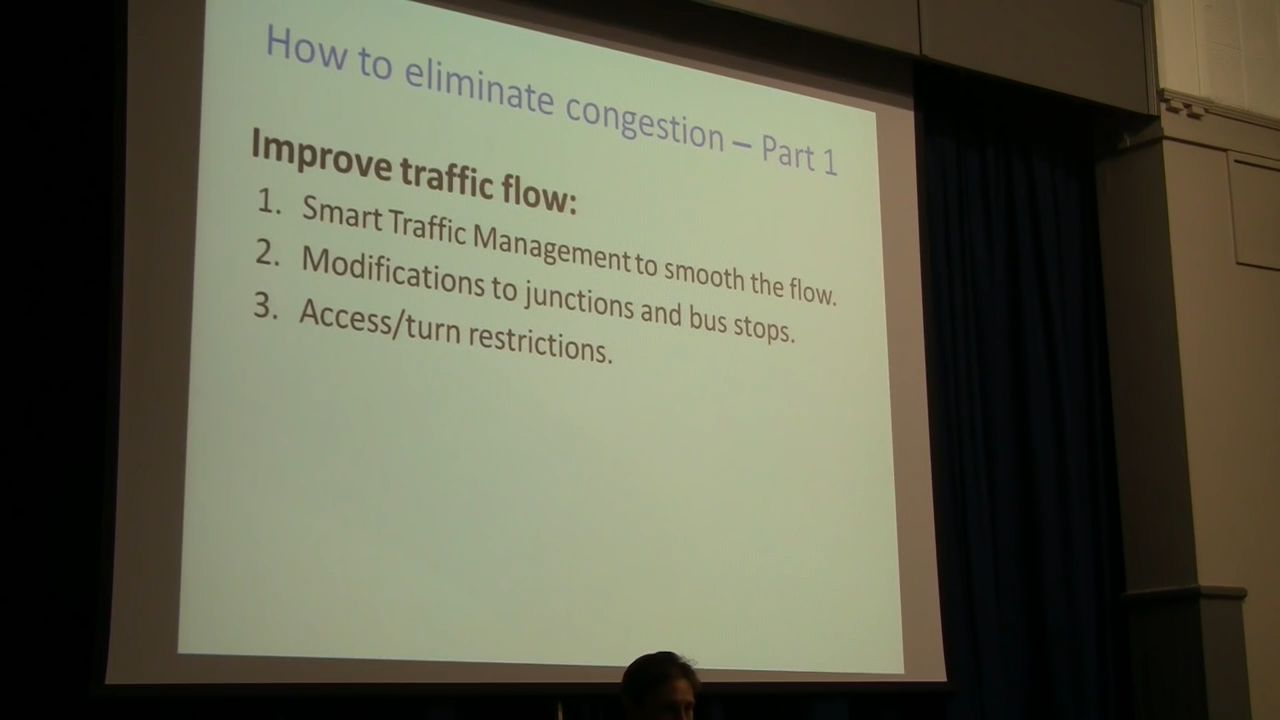 How to eliminate congestion – Part 1
Improve traffic flow:
1. Smart Traffic Management to smooth the flow.
2. Modifications to junctions and bus stops.
3. Access/turn restrictions.